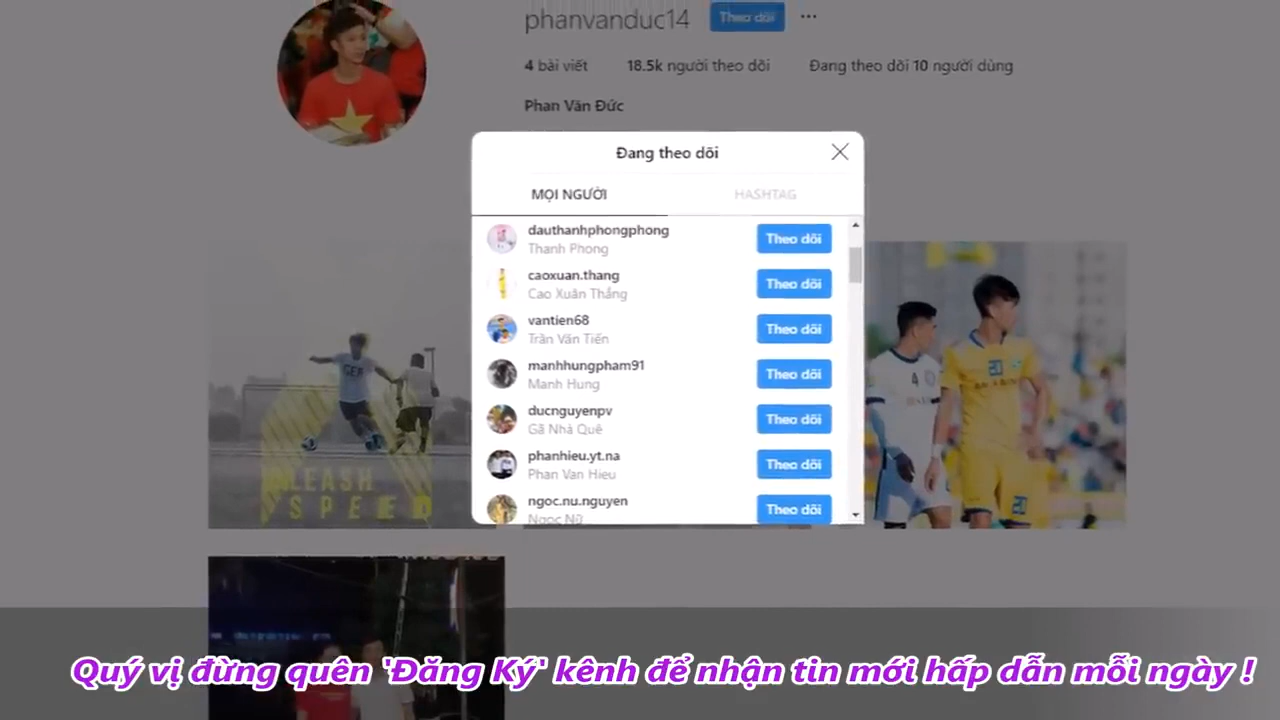 phanvanduc14 Theo dõi ...
4 bài viết 18.5k người theo dõi Đang theo dõi 10 người dùng
Phan Văn Đức
Đang theo dõi
MỌI NGƯỜI HASHTAG
dauthanhphongphong
Thanh Phong
Theo dõi
caoxuan.thang
Cao Xuân Thắng
Theo dõi
vantien68
Trần Văn Tiến
Theo dõi
manhhungpham91
Manh Hung
Theo dõi
ducnguyenpv
Gã Nhà Quê
Theo dõi
phanhieu.yt.na
Phan Van Hieu
Theo dõi
ngoc.nu.nguyen
Ngọc Nữ
Theo dõi
4
20
20
LEASH
SPEED
Quý vị đừng quên 'Đăng Ký' kênh để nhận tin mới hấp dẫn mỗi ngày !